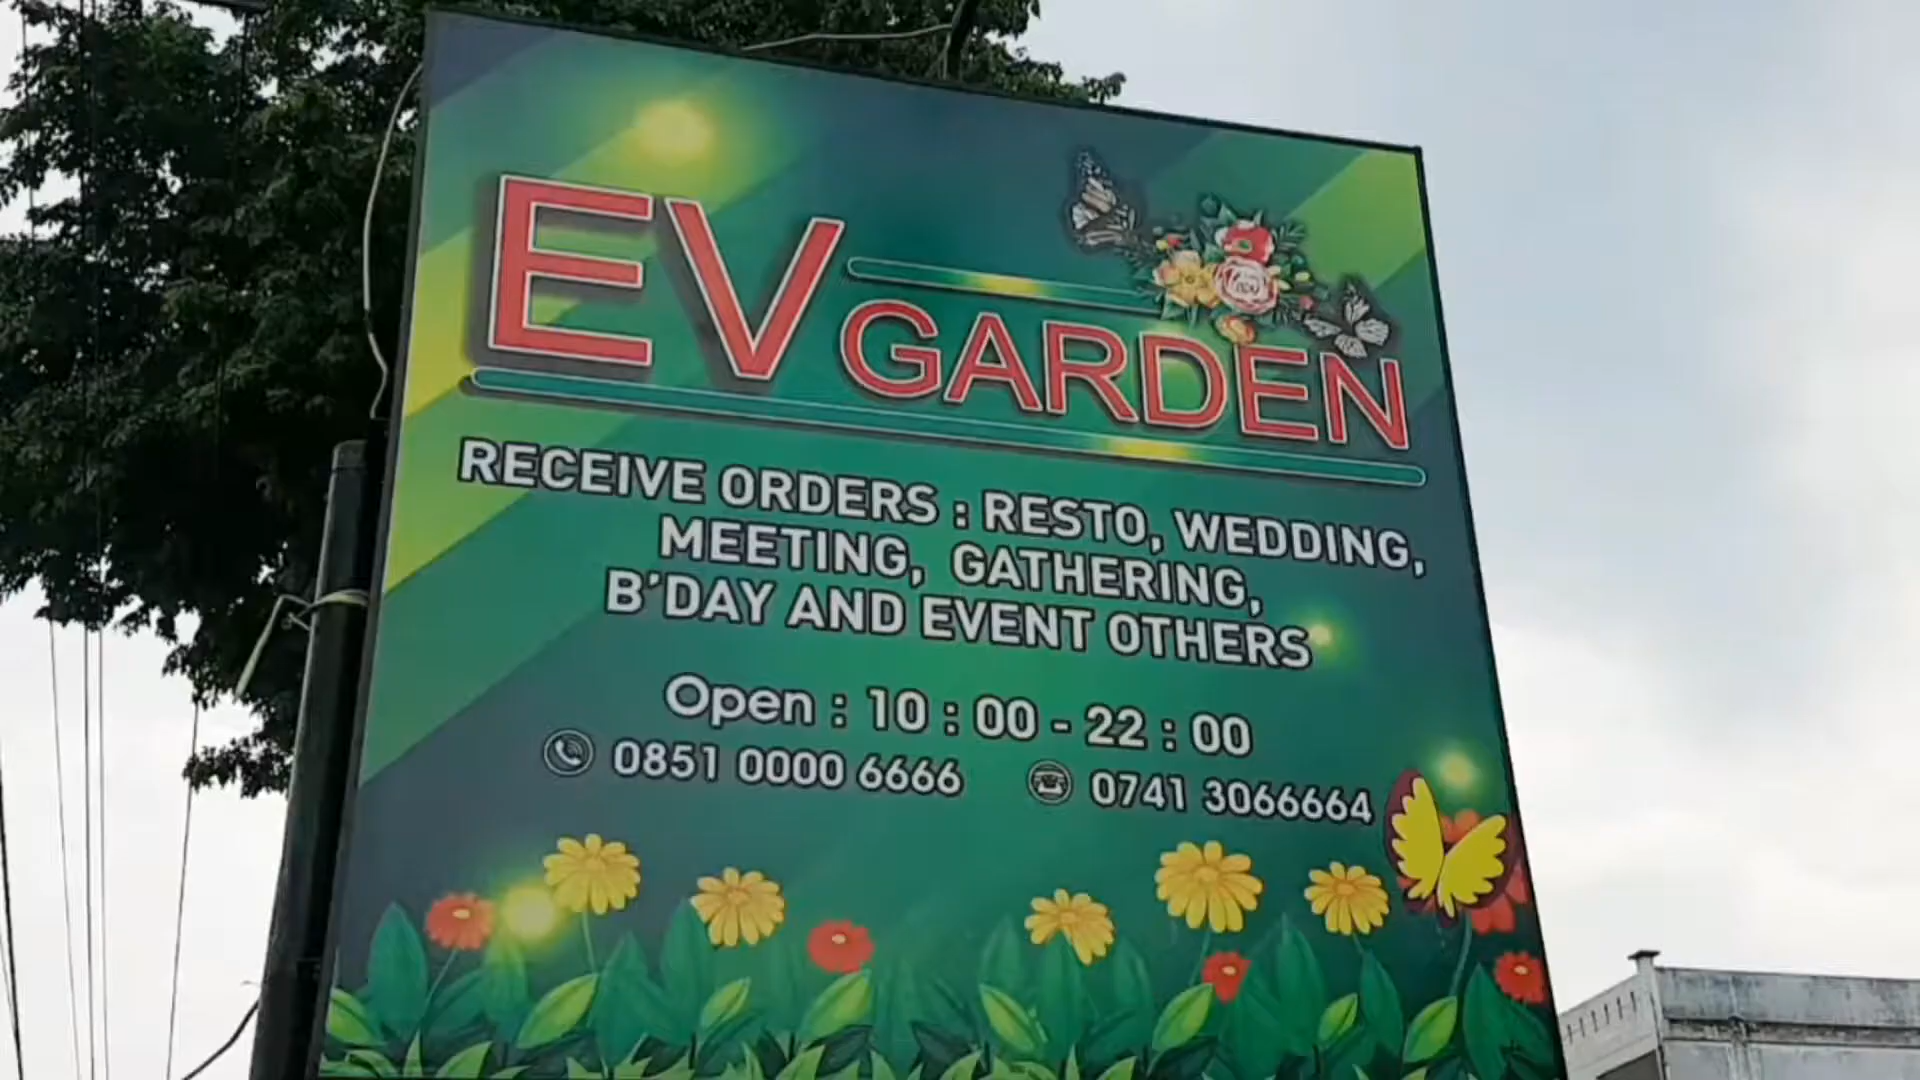 EV GARDEN
RECEIVE ORDERS : RESTO, WEDDING,
MEETING, GATHERING,
B'DAY AND EVENT OTHERS
Open : 10 : 00 - 22 : 00
0851 0000 6666 0741 3066664